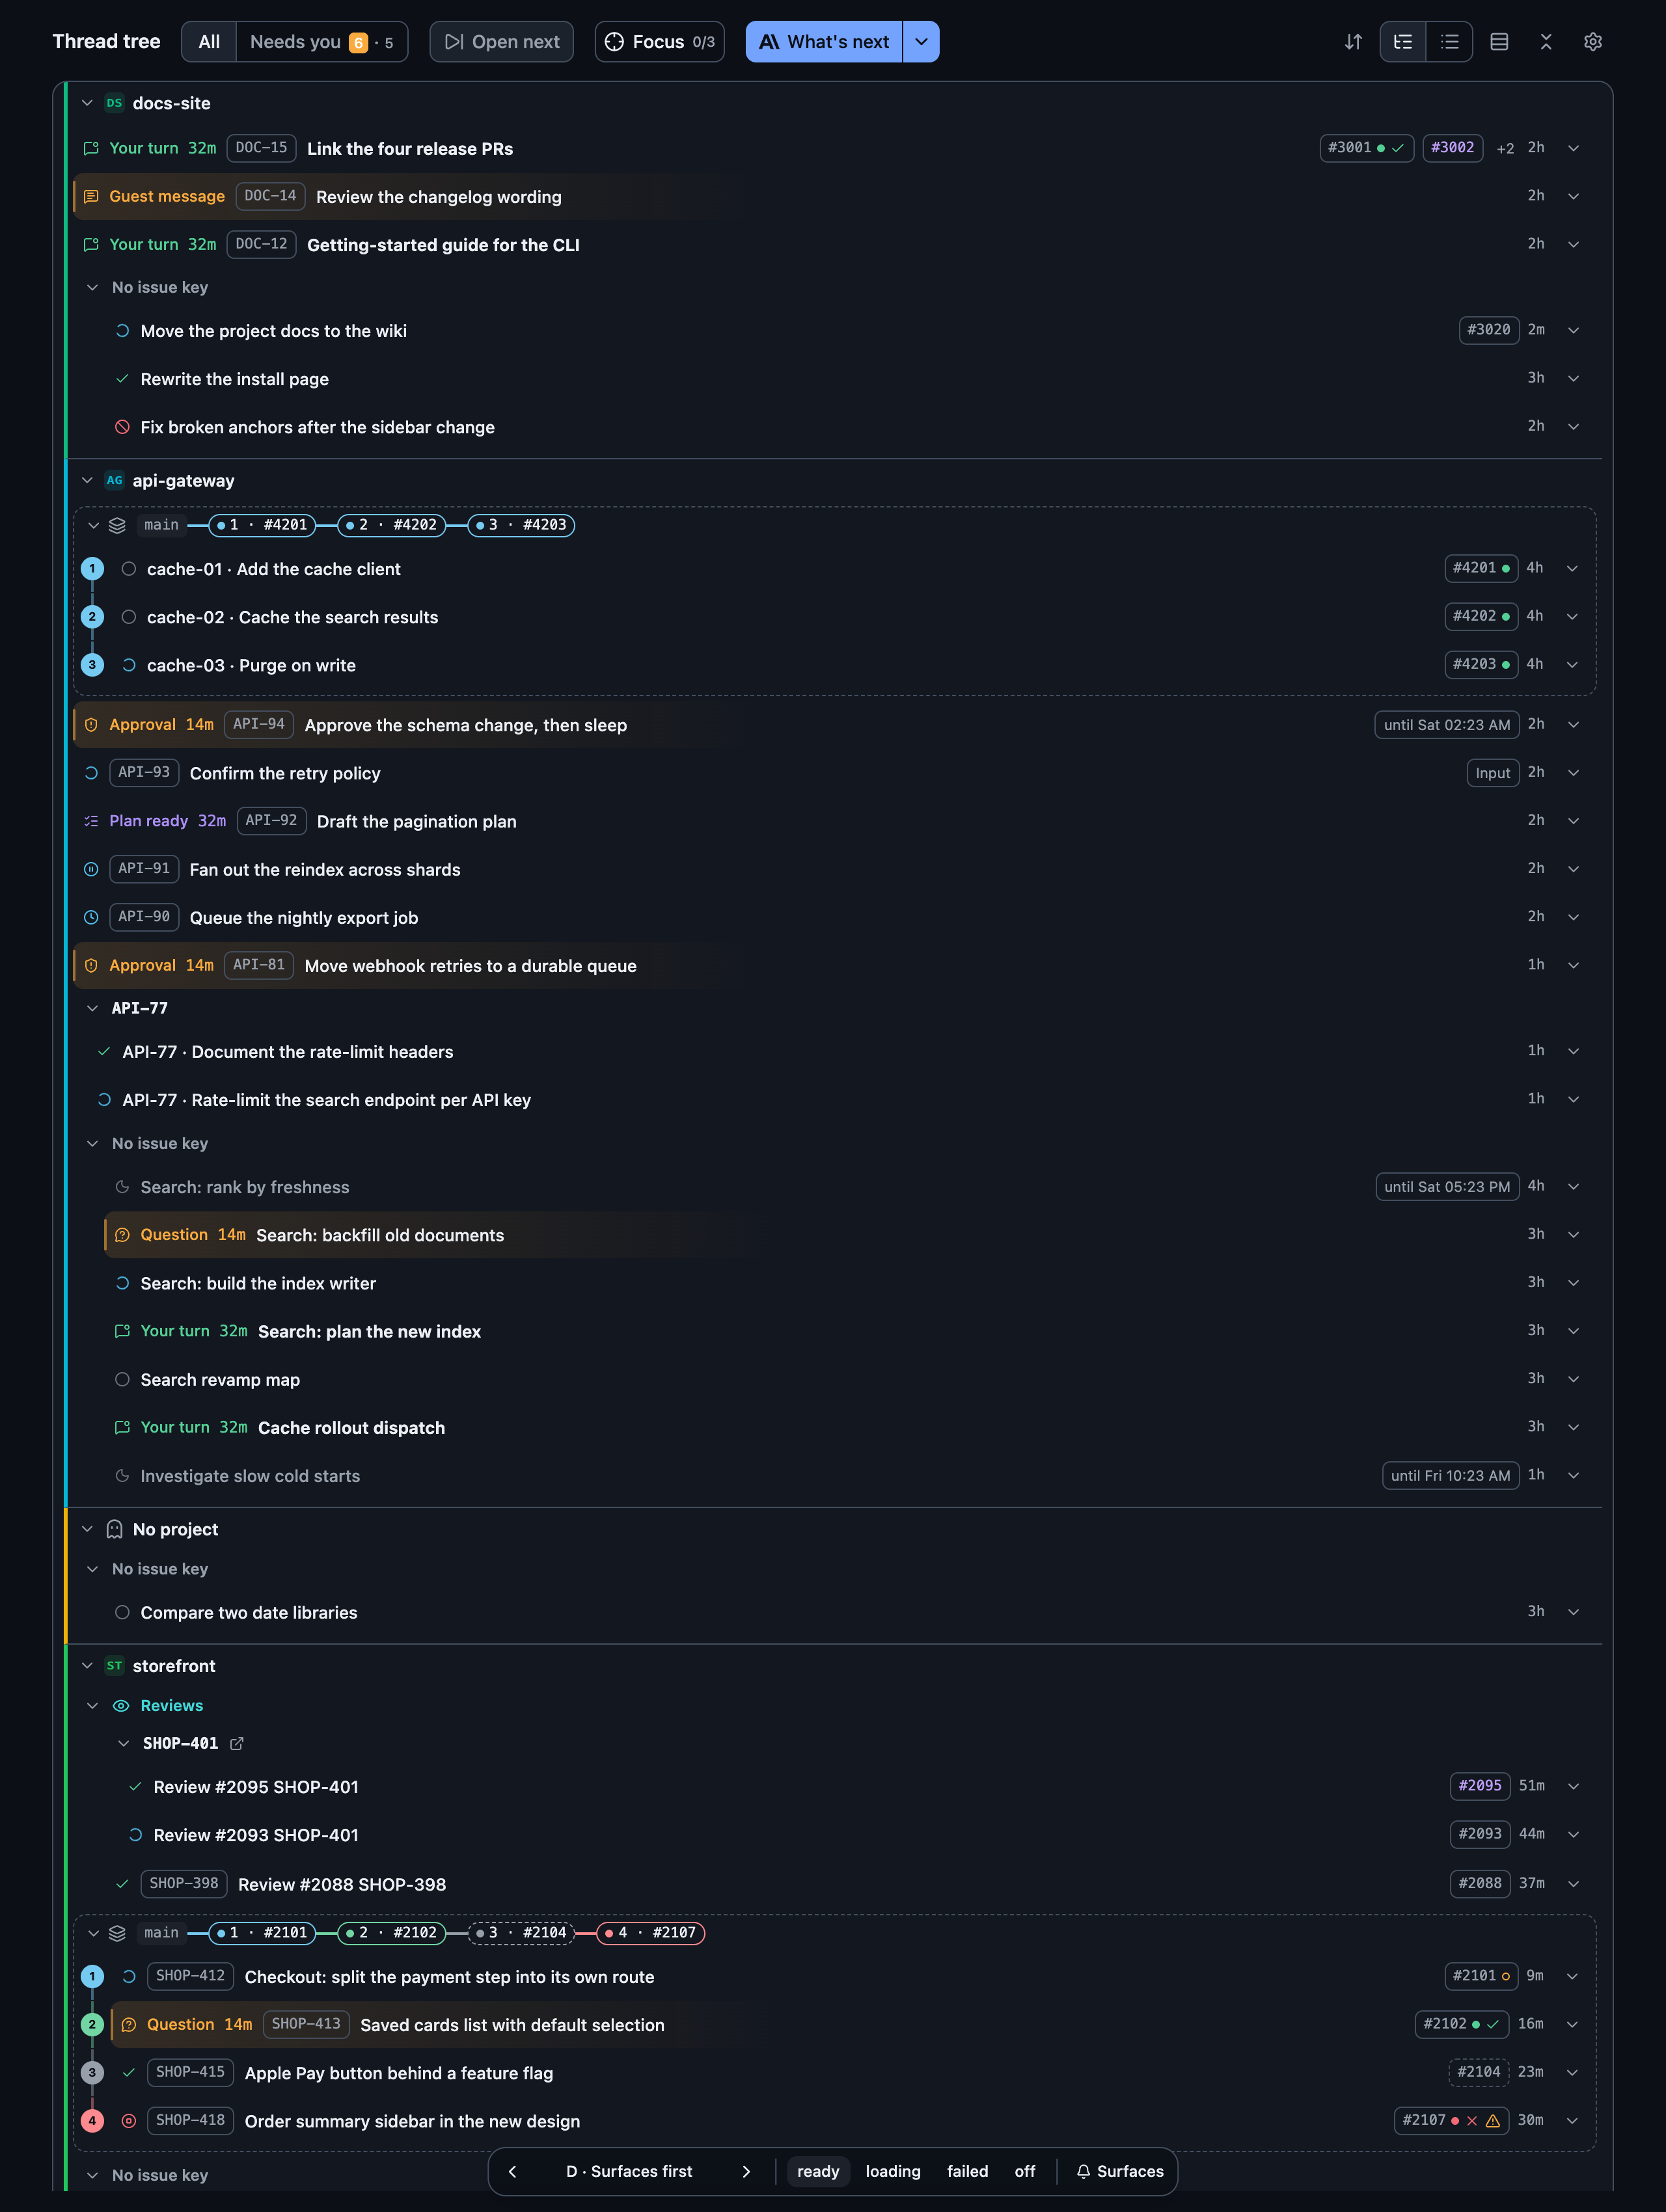 Thread tree All Needs you 6 · 5 Open next Focus 0/3 What's next
DS docs-site
Your turn 32m DOC-15 Link the four release PRs #3001 #3002 +2 2h
Guest message DOC-14 Review the changelog wording 2h
Your turn 32m DOC-12 Getting-started guide for the CLI 2h
No issue key
Move the project docs to the wiki #3020 2m
Rewrite the install page 3h
Fix broken anchors after the sidebar change 2h
AG api-gateway
main 1 · #4201 2 · #4202 3 · #4203
1 cache-01 · Add the cache client #4201 4h
2 cache-02 · Cache the search results #4202 4h
3 cache-03 · Purge on write #4203 4h
Approval 14m API-94 Approve the schema change, then sleep until Sat 02:23 AM 2h
API-93 Confirm the retry policy Input 2h
Plan ready 32m API-92 Draft the pagination plan 2h
API-91 Fan out the reindex across shards 2h
API-90 Queue the nightly export job 2h
Approval 14m API-81 Move webhook retries to a durable queue 1h
API-77
API-77 · Document the rate-limit headers 1h
API-77 · Rate-limit the search endpoint per API key 1h
No issue key
Search: rank by freshness until Sat 05:23 PM 4h
Question 14m Search: backfill old documents 3h
Search: build the index writer 3h
Your turn 32m Search: plan the new index 3h
Search revamp map 3h
Your turn 32m Cache rollout dispatch 3h
Investigate slow cold starts until Fri 10:23 AM 1h
No project
No issue key
Compare two date libraries 3h
ST storefront
Reviews
SHOP-401
Review #2095 SHOP-401 #2095 51m
Review #2093 SHOP-401 #2093 44m
SHOP-398 Review #2088 SHOP-398 #2088 37m
main 1 · #2101 2 · #2102 3 · #2104 4 · #2107
1 SHOP-412 Checkout: split the payment step into its own route #2101 9m
2 Question 14m SHOP-413 Saved cards list with default selection #2102 16m
3 SHOP-415 Apple Pay button behind a feature flag #2104 23m
4 SHOP-418 Order summary sidebar in the new design #2107 30m
No issue key
D · Surfaces first ready loading failed off Surfaces